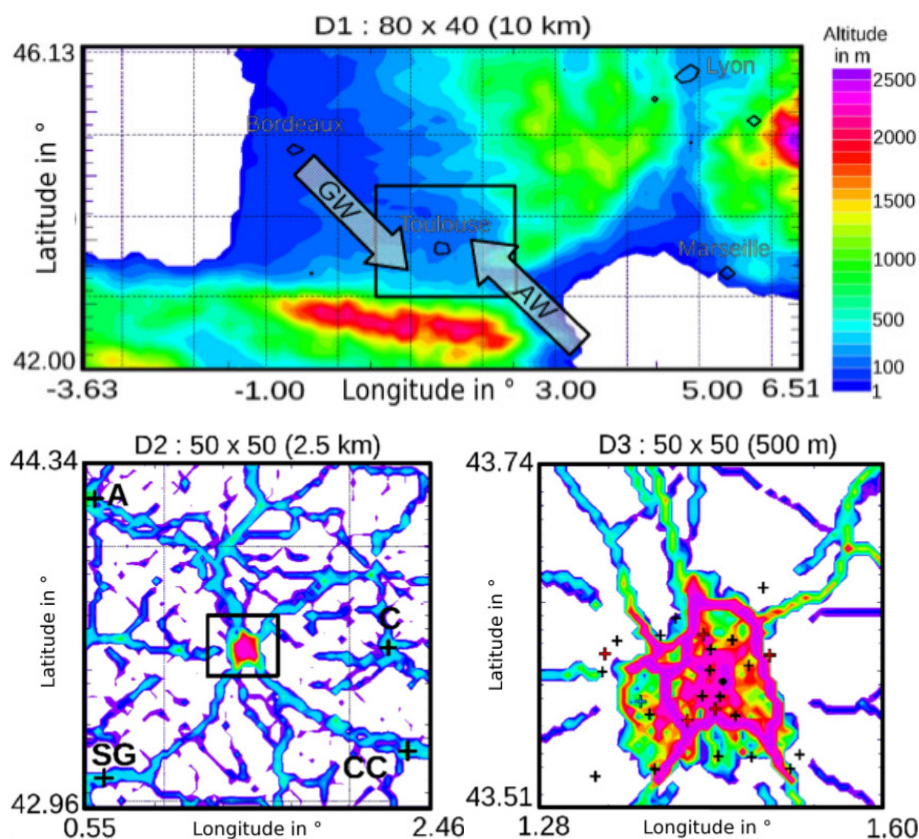 D1 : 80 x 40 (10 km)
Altitude
in m
46.13
Lyon
2500
Bordeaux
2000
GW
1500
Latitude in °
Toulouse
1000
Marseille
AW
500
100
42.00
1
-3.63
-1.00
Longitude in °
3.00
5.00
6.51
D2 : 50 x 50 (2.5 km)
44.34
A
C
Latitude in °
SG
CC
42.96
0.55
Longitude in °
2.46
D3 : 50 x 50 (500 m)
43.74
Latitude in °
43.51
1.28
Longitude in °
1.60